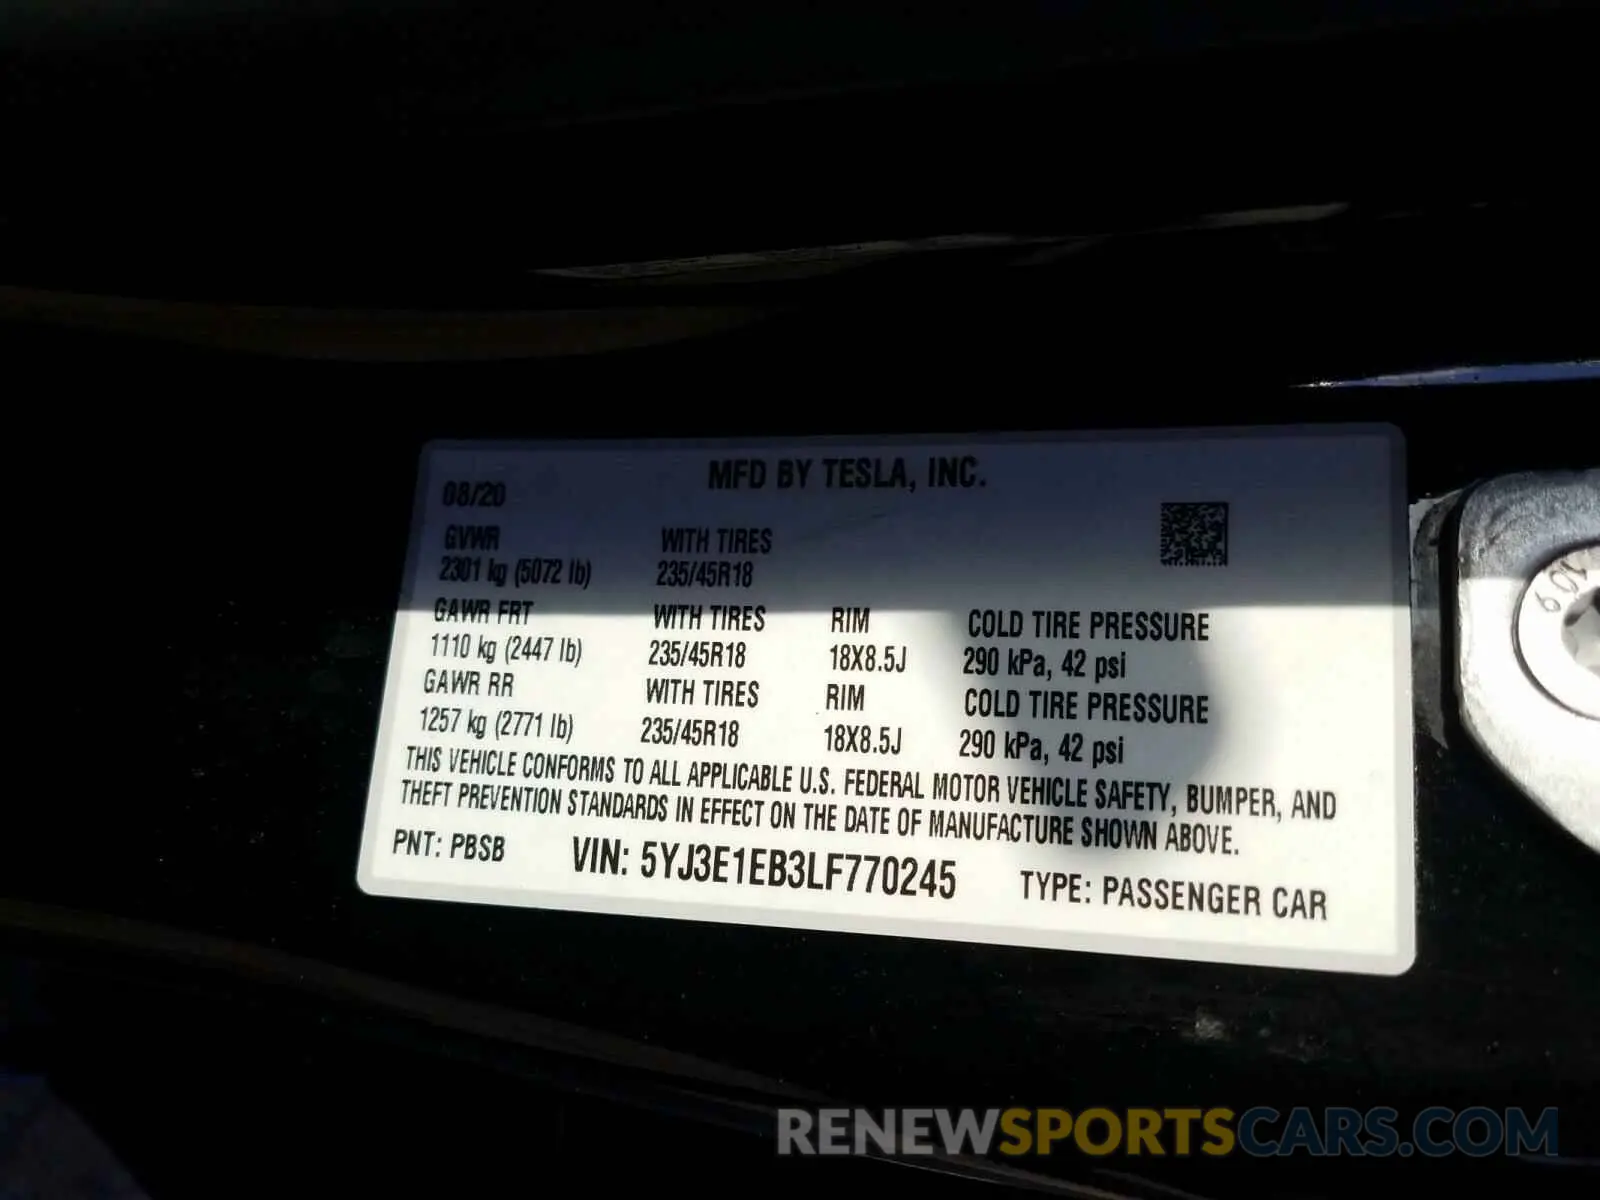 MFD BY TESLA, INC.
08/20
GVWR WITH TIRES
2301 kg (5072 lb) 235/45R18
GAWR FRT WITH TIRES RIM COLD TIRE PRESSURE
1110 kg (2447 lb) 235/45R18 18X8.5J 290 kPa, 42 psi
GAWR RR WITH TIRES RIM COLD TIRE PRESSURE
1257 kg (2771 lb) 235/45R18 18X8.5J 290 kPa, 42 psi
THIS VEHICLE CONFORMS TO ALL APPLICABLE U.S. FEDERAL MOTOR VEHICLE SAFETY, BUMPER, AND
THEFT PREVENTION STANDARDS IN EFFECT ON THE DATE OF MANUFACTURE SHOWN ABOVE.
PNT: PBSB VIN: 5YJ3E1EB3LF770245 TYPE: PASSENGER CAR
10.9
RENEWSPORTSCARS.COM